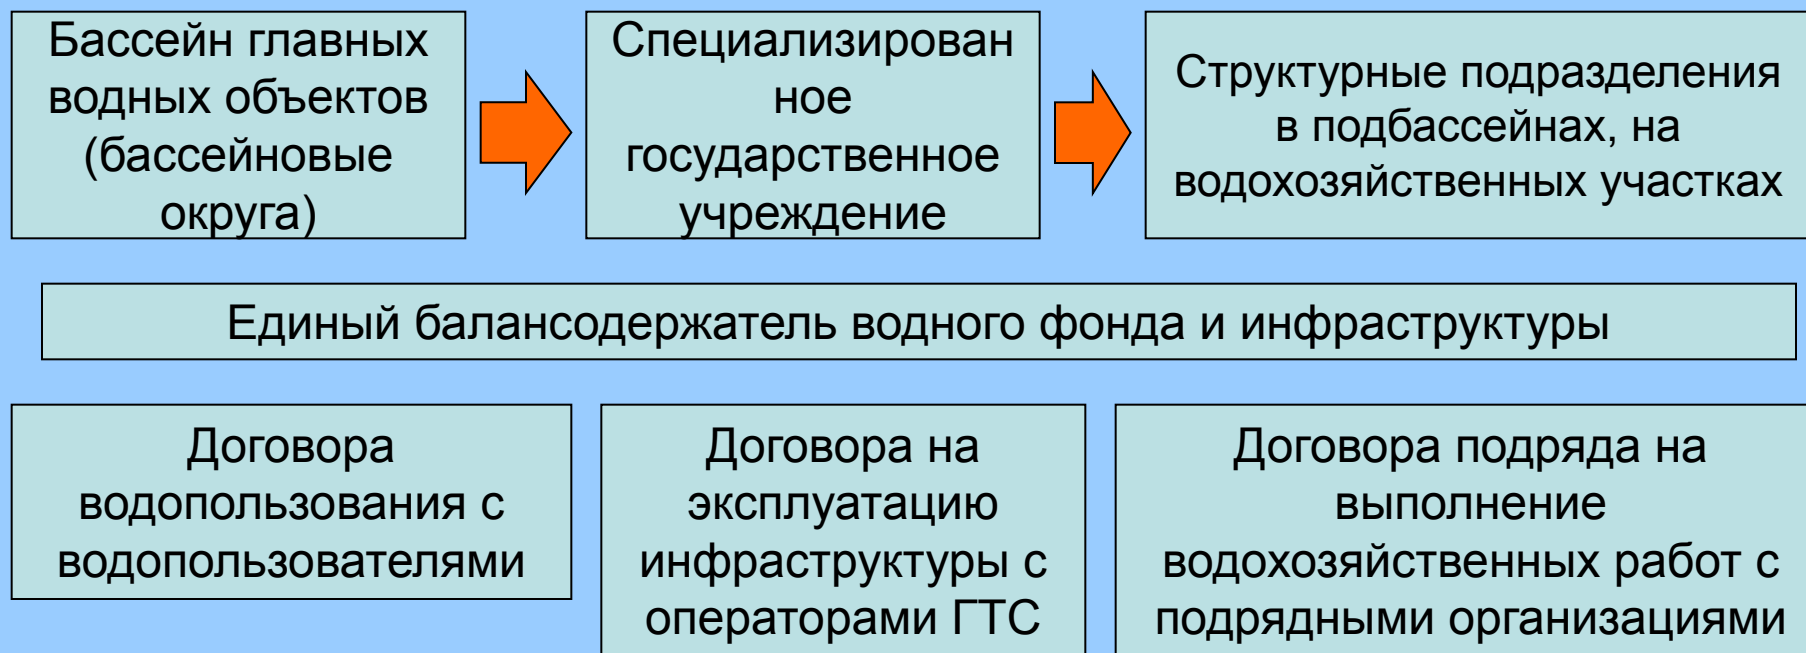 Бассейн главных
водных объектов
(бассейновые
округа)
Специализирован
ное
государственное
учреждение
Структурные подразделения
в подбассейнах, на
водохозяйственных участках
Единый балансодержатель водного фонда и инфраструктуры
Договора
водопользования с
водопользователями
Договора на
эксплуатацию
инфраструктуры с
операторами ГТС
Договора подряда на
выполнение
водохозяйственных работ с
подрядными организациями